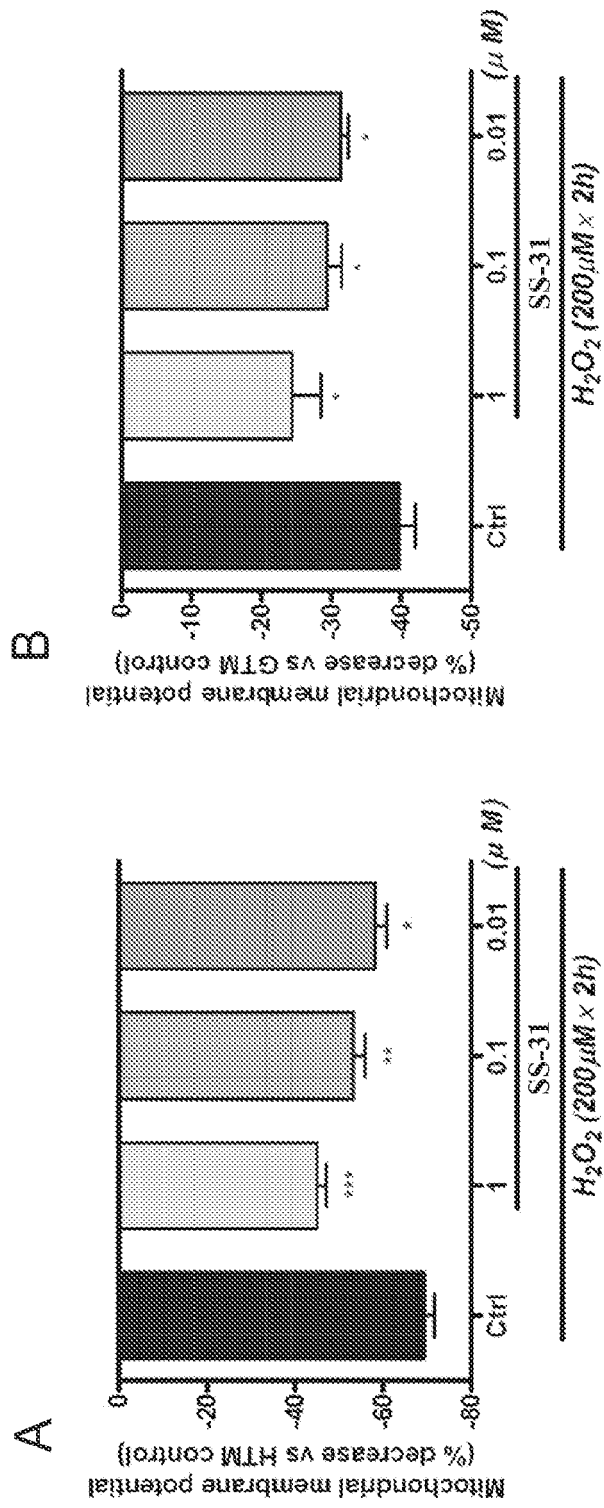 A
Mitochondrial membrane potential
(% decrease vs HTM control)
0
-20
-40
-60
-80
***
**
*
Ctrl 1 0.1 0.01 (μ M)
SS-31
H₂O₂ (200μM × 2h)
B
Mitochondrial membrane potential
(% decrease vs GTM control)
0
-10
-20
-30
-40
-50
*
*
*
Ctrl 1 0.1 0.01 (μ M)
SS-31
H₂O₂ (200μM × 2h)